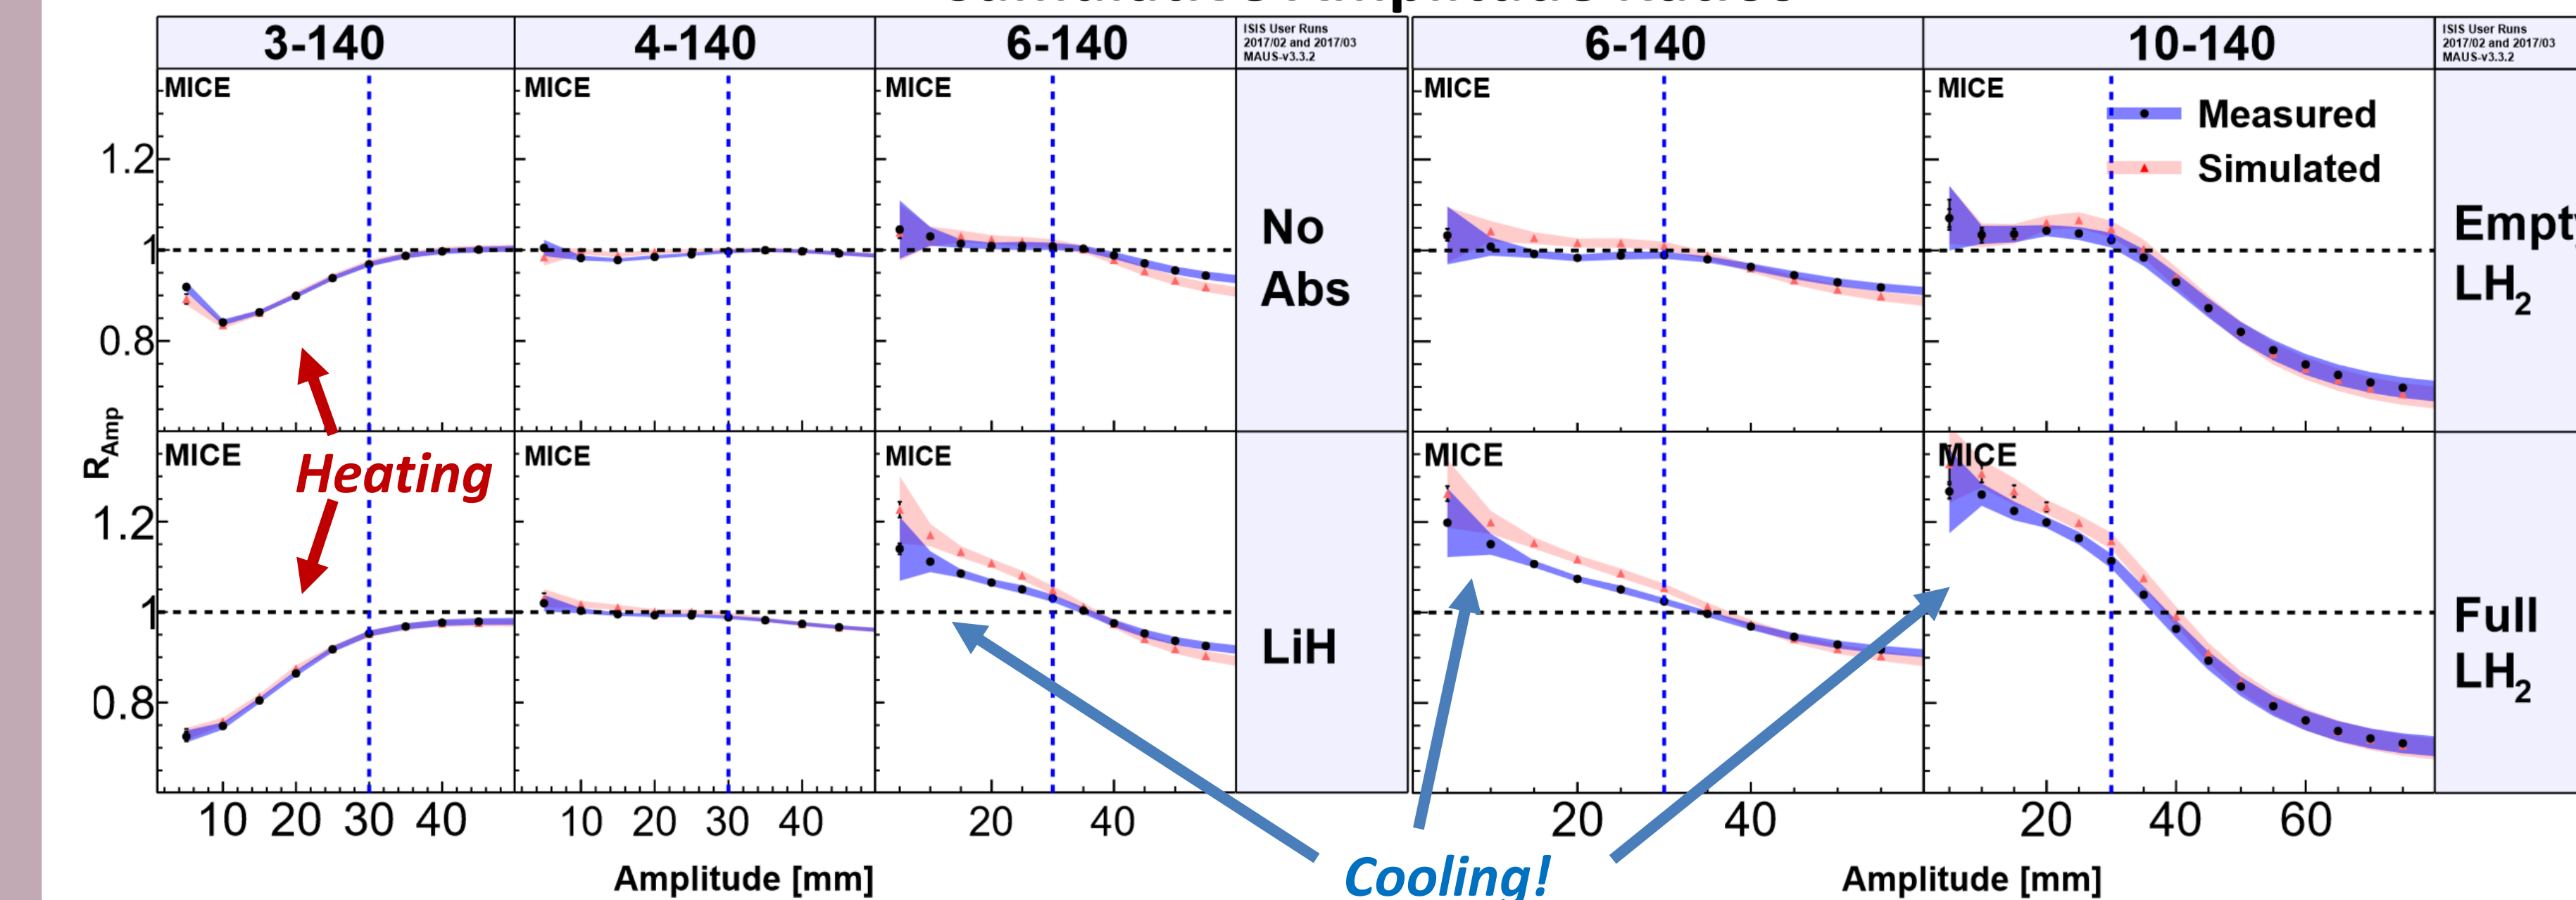 3-140
4-140
6-140
ISIS User Runs
2017/02 and 2017/03
MAUS-v3.3.2
6-140
10-140
ISIS User Runs
2017/02 and 2017/03
MAUS-v3.3.2
MICE
MICE
MICE
MICE
MICE
Measured
Simulated
1.2
1
0.8
No
Abs
LH2
MICE
MICE
MICE
MICE
MICE
Heating
RAmp
1.2
1
0.8
LiH
Full
LH2
10 20 30 40
10 20 30 40
20 40
20 40
20 40 60
Amplitude [mm]
Cooling!
Amplitude [mm]